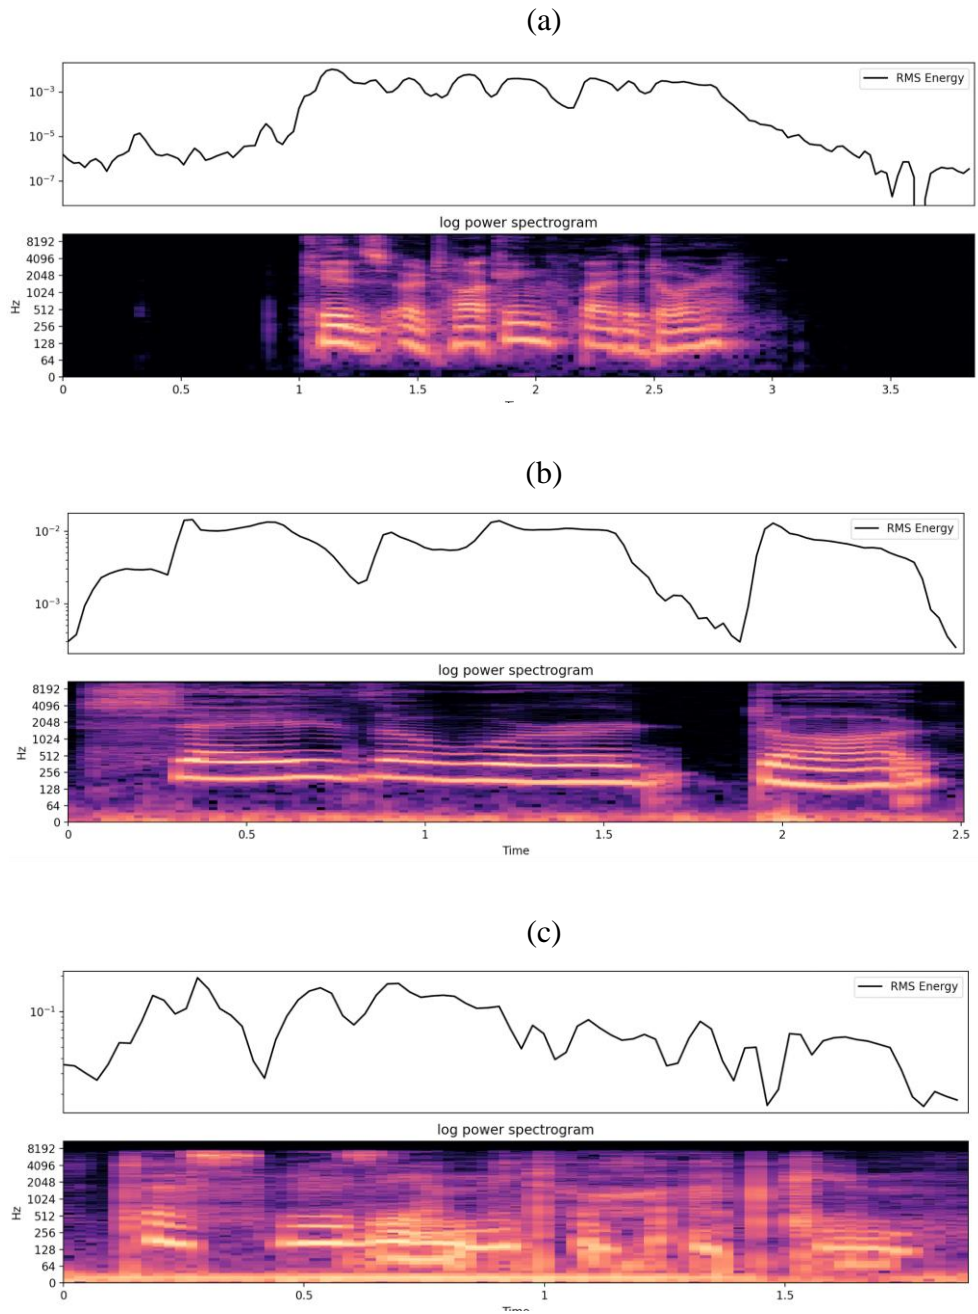 (a)
RMS Energy
10⁻³
10⁻⁵
10⁻⁷
log power spectrogram
8192
4096
2048
1024
512
256
128
64
0
Hz
0 0.5 1 1.5 2 2.5 3 3.5
(b)
RMS Energy
10⁻²
10⁻³
log power spectrogram
8192
4096
2048
1024
512
256
128
64
0
Hz
0 0.5 1 1.5 2 2.5
Time
(c)
RMS Energy
10⁻¹
log power spectrogram
8192
4096
2048
1024
512
256
128
64
0
Hz
0 0.5 1 1.5